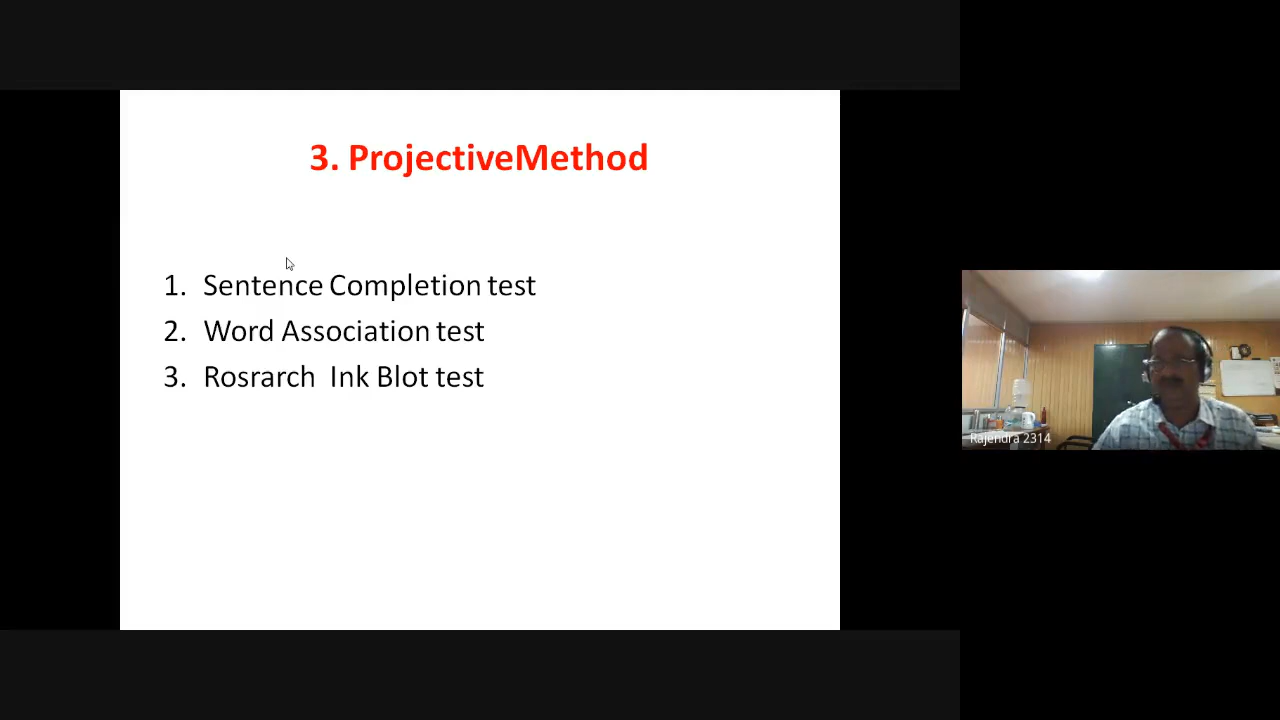 3. ProjectiveMethod
1. Sentence Completion test
2. Word Association test
3. Rosrarch Ink Blot test
Rajendra 2314